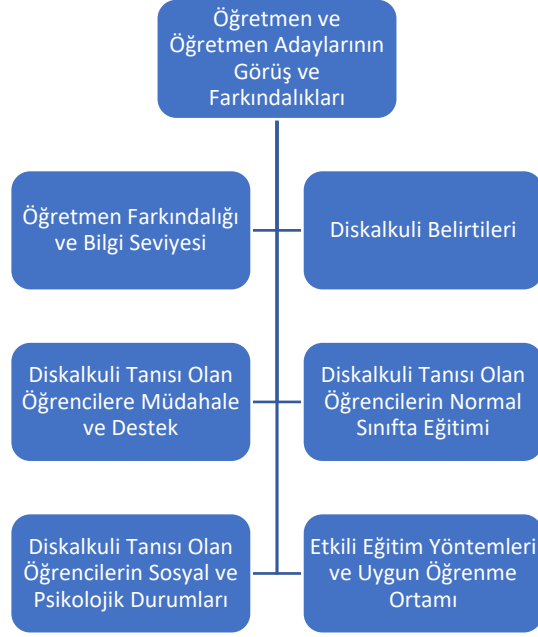 Öğretmen ve
Öğretmen Adaylarının
Görüş ve
Farkındalıkları
Öğretmen Farkındalığı
ve Bilgi Seviyesi
Diskalkuli Belirtileri
Diskalkuli Tanısı Olan
Öğrencilere Müdahale
ve Destek
Diskalkuli Tanısı Olan
Öğrencilerin Normal
Sınıfta Eğitimi
Diskalkuli Tanısı Olan
Öğrencilerin Sosyal ve
Psikolojik Durumları
Etkili Eğitim Yöntemleri
ve Uygun Öğrenme
Ortamı